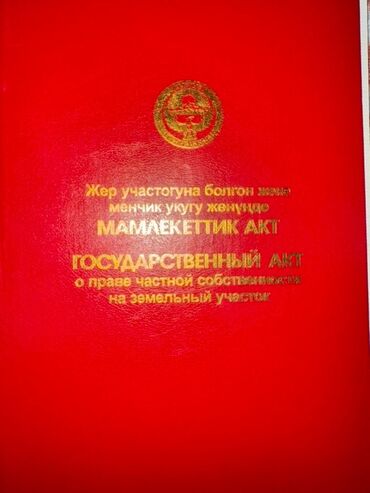 Жер участогуна болгон жеке
менчик укугу жөнүндө
МАМЛЕКЕТТИК АКТ
ГОСУДАРСТВЕННЫЙ АКТ
о праве частной собственности
на земельный участок